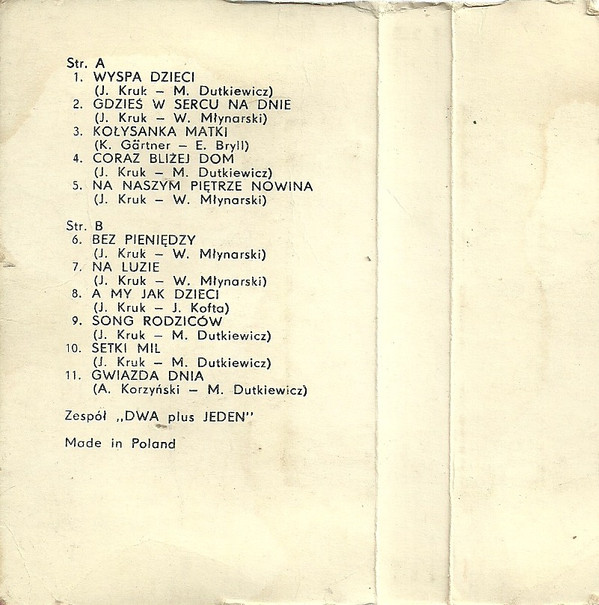 Str. A
1. WYSPA DZIECI
(J. Kruk – M. Dutkiewicz)
2. GDZIEŚ W SERCU NA DNIE
(J. Kruk – W. Młynarski)
3. KOŁYSANKA MATKI
(K. Gärtner – E. Bryll)
4. CORAZ BLIŻEJ DOM
(J. Kruk – M. Dutkiewicz)
5. NA NASZYM PIĘTRZE NOWINA
(J. Kruk – W. Młynarski)
Str. B
6. BEZ PIENIĘDZY
(J. Kruk – W. Młynarski)
7. NA LUZIE
(J. Kruk – W. Młynarski)
8. A MY JAK DZIECI
(J. Kruk – J. Kofta)
9. SONG RODZICÓW
(J. Kruk – M. Dutkiewicz)
10. SETKI MIL
(J. Kruk – M. Dutkiewicz)
11. GWIAZDA DNIA
(A. Korzyński – M. Dutkiewicz)
Zespół „DWA plus JEDEN”
Made in Poland